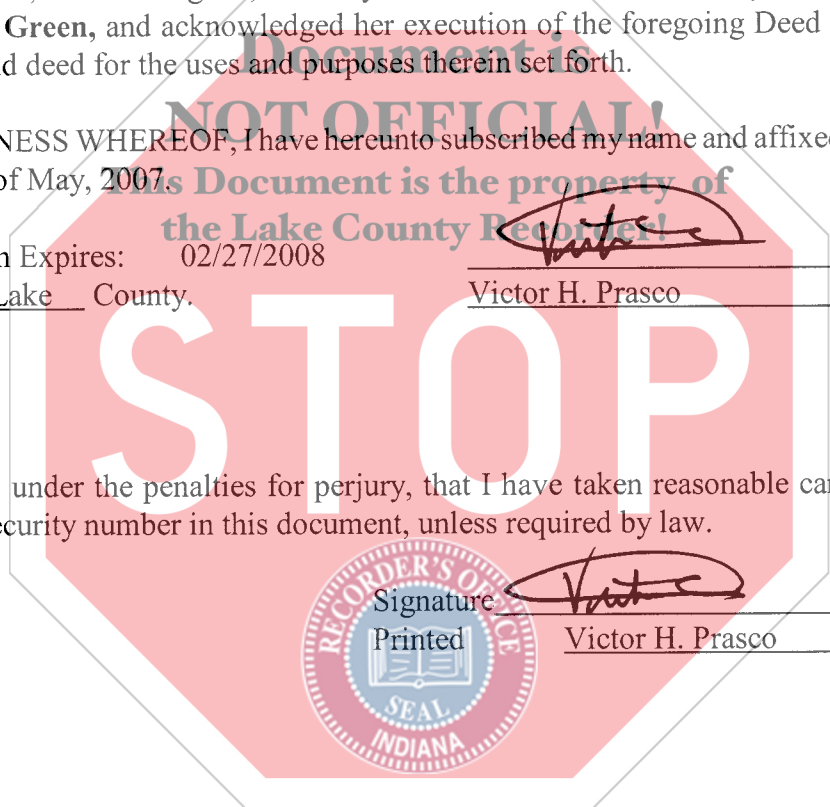 Green, and acknowledged her execution of the foregoing Deed
d deed for the uses and purposes therein set forth.
Document is
NOT OFFICIAL!
This Document is the property of
the Lake County Recorder!
NESS WHEREOF, I have hereunto subscribed my name and affixed
of May, 2007.
n Expires: 02/27/2008
Lake County.
Victor H. Prasco
STOP
under the penalties for perjury, that I have taken reasonable car
ecurity number in this document, unless required by law.
Signature
Printed Victor H. Prasco
RECORDER'S OFFICE
SEAL
INDIANA